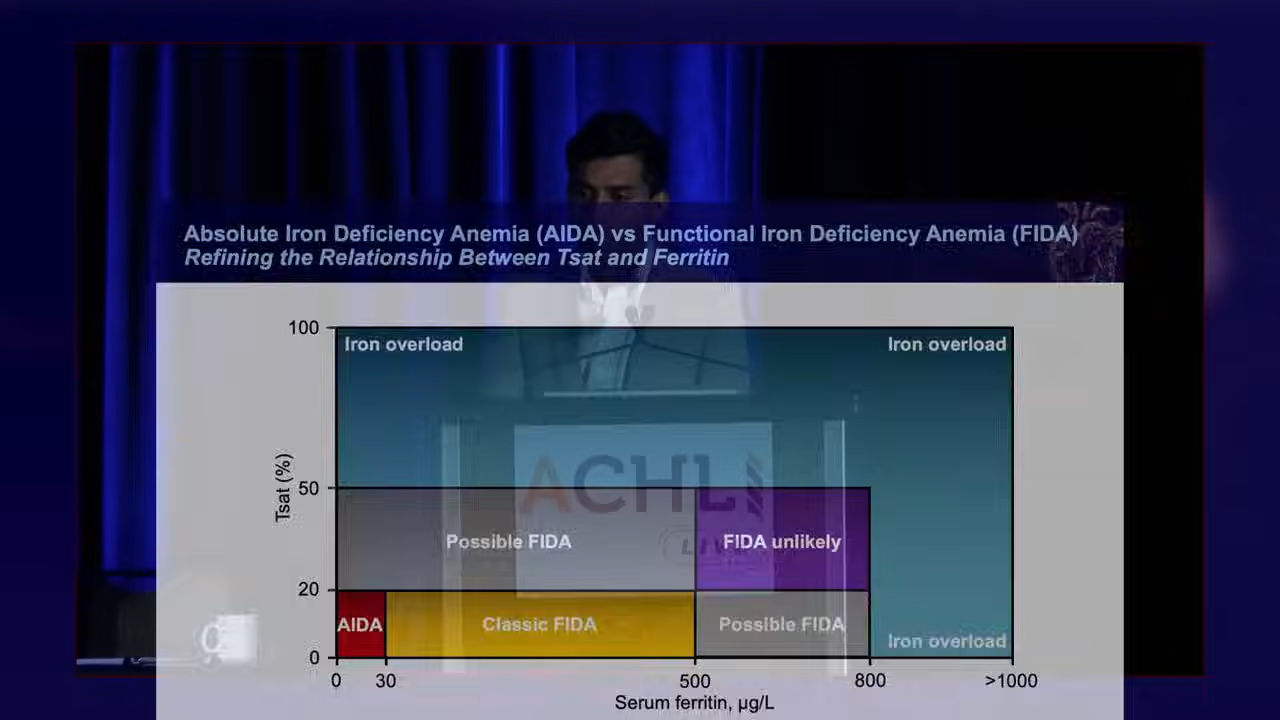 Absolute Iron Deficiency Anemia (AIDA) vs Functional Iron Deficiency Anemia (FIDA)
Refining the Relationship Between Tsat and Ferritin
100
Iron overload
Iron overload
Tsat (%)
ACHL
50
Possible FIDA
FIDA unlikely
20
AIDA
Classic FIDA
Possible FIDA
Iron overload
0
0
30
500
800
>1000
Serum ferritin, µg/L